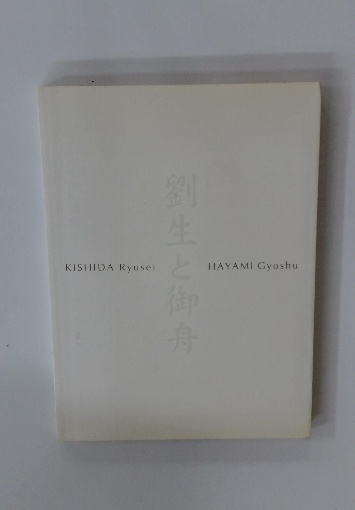 劉生と御舟
KISHIDA Ryusei
HAYAMI Gyoshu